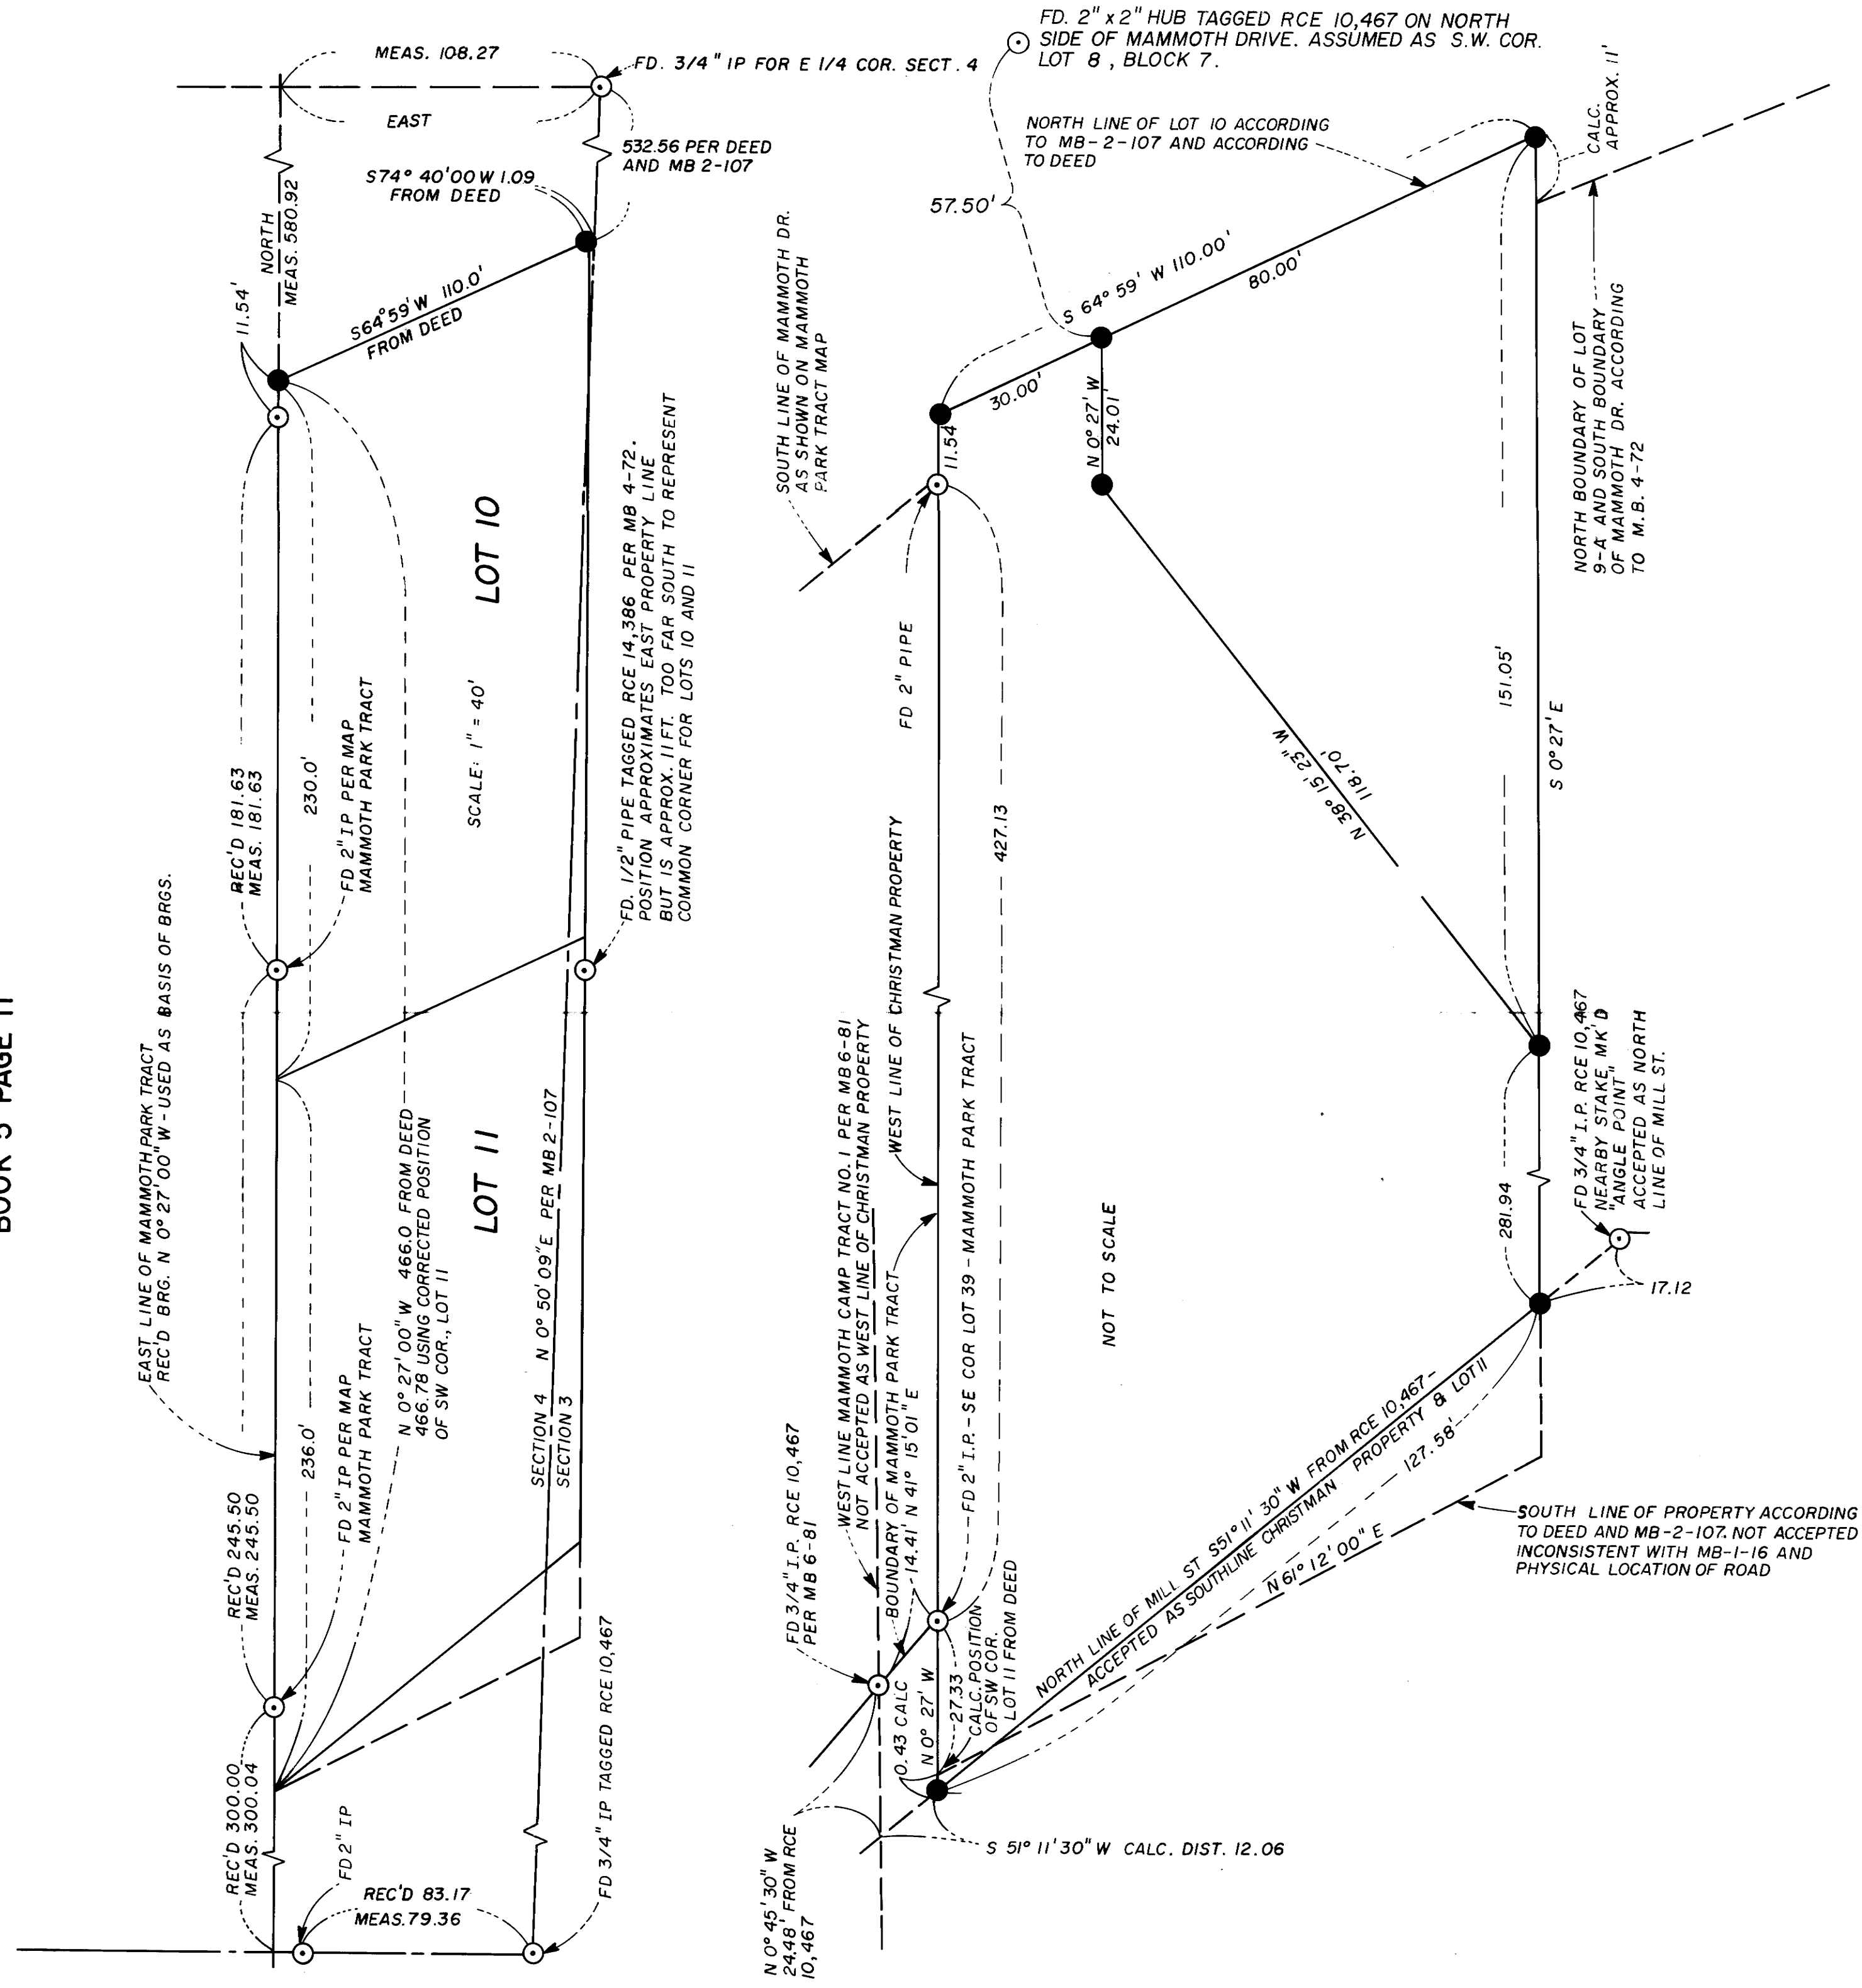 BOOK 5 PAGE 11
MEAS. 108.27
EAST
FD. 3/4" IP FOR E 1/4 COR. SECT. 4
532.56 PER DEED
AND MB 2-107
S74° 40'00 W 1.09
FROM DEED
NORTH
MEAS. 580.92
11.54'
S64°59' W 110.0'
FROM DEED
LOT 10
SCALE: 1" = 40'
REC'D 181.63
MEAS. 181.63
230.0'
FD 2" IP PER MAP
MAMMOTH PARK TRACT
FD. 1/2" PIPE TAGGED RCE 14,386 PER MB 4-72.
POSITION APPROXIMATES EAST PROPERTY LINE
BUT IS APPROX. 11 FT. TOO FAR SOUTH TO REPRESENT
COMMON CORNER FOR LOTS 10 AND 11
EAST LINE OF MAMMOTH PARK TRACT
REC'D BRG. N 0° 27' 00" W - USED AS BASIS OF BRGS.
LOT 11
N 0° 27' 00" W 466.0 FROM DEED
466.78 USING CORRECTED POSITION
OF SW COR., LOT 11
SECTION 4 N 0° 50' 09" E PER MB 2-107
SECTION 3
236.0'
FD 2" IP PER MAP
MAMMOTH PARK TRACT
REC'D 245.50
MEAS. 245.50
REC'D 300.00
MEAS. 300.04
FD 2" IP
REC'D 83.17
MEAS. 79.36
FD 3/4" IP TAGGED RCE 10,467
FD. 2" x 2" HUB TAGGED RCE 10,467 ON NORTH
SIDE OF MAMMOTH DRIVE. ASSUMED AS S.W. COR.
LOT 8, BLOCK 7.
NORTH LINE OF LOT 10 ACCORDING
TO MB-2-107 AND ACCORDING
TO DEED
CALC.
APPROX. 11'
57.50'
S 64° 59' W 110.00'
80.00'
30.00'
SOUTH LINE OF MAMMOTH DR.
AS SHOWN ON MAMMOTH
PARK TRACT MAP
N 0° 27' W
24.01'
11.54
NORTH BOUNDARY OF LOT
9-A AND SOUTH BOUNDARY
OF MAMMOTH DR. ACCORDING
TO M.B. 4-72
FD 2" PIPE
151.05'
S 0° 27' E
N 38° 15' 23" W
118.70'
427.13
WEST LINE OF CHRISTMAN PROPERTY
WEST LINE MAMMOTH CAMP TRACT NO. 1 PER MB 6-81
NOT ACCEPTED AS WEST LINE OF CHRISTMAN PROPERTY
BOUNDARY OF MAMMOTH PARK TRACT
14.41' N 41° 15' 01" E
FD 2" I.P. - SE COR LOT 39 - MAMMOTH PARK TRACT
NOT TO SCALE
FD 3/4" I.P. RCE 10,467
NEARBY STAKE MK'D
"ANGLE POINT"
ACCEPTED AS NORTH
LINE OF MILL ST.
281.94
17.12
FD 3/4" I.P. RCE 10,467
PER MB 6-81
NORTH LINE OF MILL ST S51° 11' 30" W FROM RCE 10,467-
ACCEPTED AS SOUTHLINE CHRISTMAN PROPERTY & LOT 11
127.58'
N 61° 12' 00" E
SOUTH LINE OF PROPERTY ACCORDING
TO DEED AND MB-2-107. NOT ACCEPTED
INCONSISTENT WITH MB-1-16 AND
PHYSICAL LOCATION OF ROAD
0.43 CALC
N 0° 27' W
27.33
CALC. POSITION
OF SW COR.
LOT 11 FROM DEED
S 51° 11' 30" W CALC. DIST. 12.06
N 0° 45' 30" W
24.48' FROM RCE
10,467